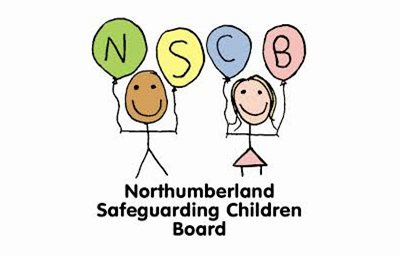 N S C B
Northumberland
Safeguarding Children
Board